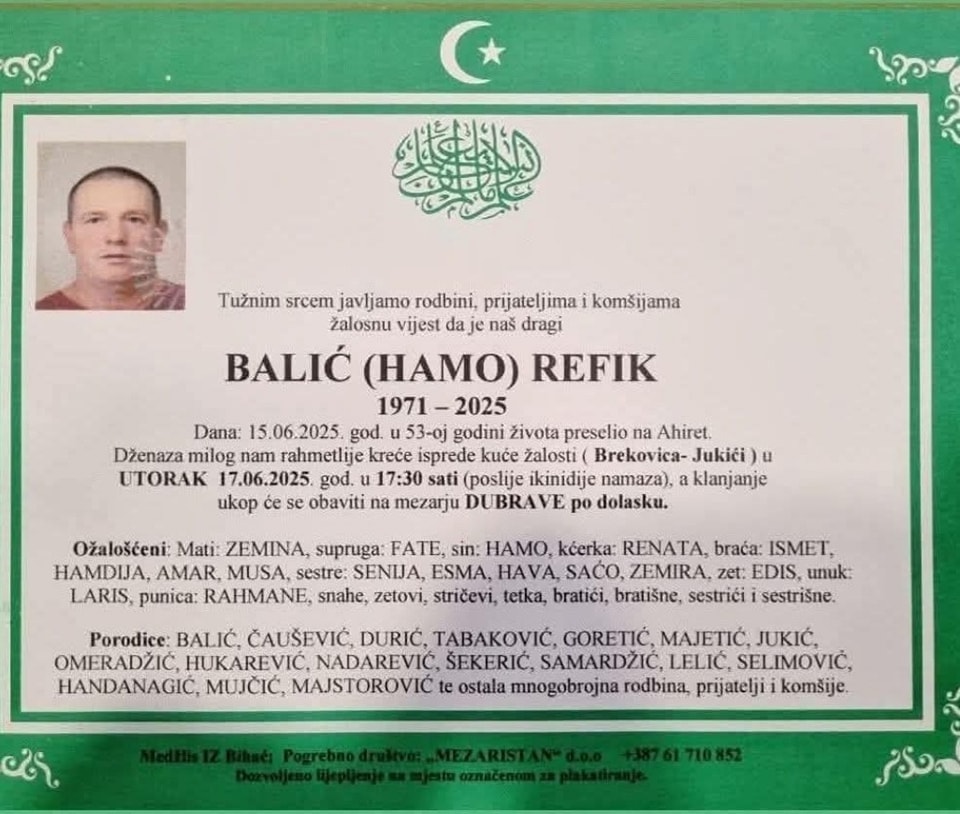 Tužnim srcem javljamo rodbini, prijateljima i komšijama
žalosnu vijest da je naš dragi
BALIĆ (HAMO) REFIK
1971 – 2025
Dana: 15.06.2025. god. u 53-oj godini života preselio na Ahiret.
Dženaza milog nam rahmetlije kreće isprede kuće žalosti ( Brekovica- Jukići ) u
UTORAK 17.06.2025. god. u 17:30 sati (poslije ikinidije namaza), a klanjanje
ukop će se obaviti na mezarju DUBRAVE po dolasku.
Ožalošćeni: Mati: ZEMINA, supruga: FATE, sin: HAMO, kćerka: RENATA, braća: ISMET,
HAMDIJA, AMAR, MUSA, sestre: SENIJA, ESMA, HAVA, SAĆO, ZEMIRA, zet: EDIS, unuk:
LARIS, punica: RAHMANE, snahe, zetovi, stričevi, tetka, bratići, bratišne, sestrići i sestrišne.
Porodice: BALIĆ, ČAUŠEVIĆ, DURIĆ, TABAKOVIĆ, GORETIĆ, MAJETIĆ, JUKIĆ,
OMERADŽIĆ, HUKAREVIĆ, NADAREVIĆ, ŠEKERIĆ, SAMARDŽIĆ, LELIĆ, SELIMOVIĆ,
HANDANAGIĆ, MUJČIĆ, MAJSTOROVIĆ te ostala mnogobrojna rodbina, prijatelji i komšije.
Medžlis IZ Bihać; Pogrebno društvo: „MEZARISTAN“ d.o.o +387 61 710 852
Dozvoljeno lijepljenje na mjestu označenom za plakatiranje.